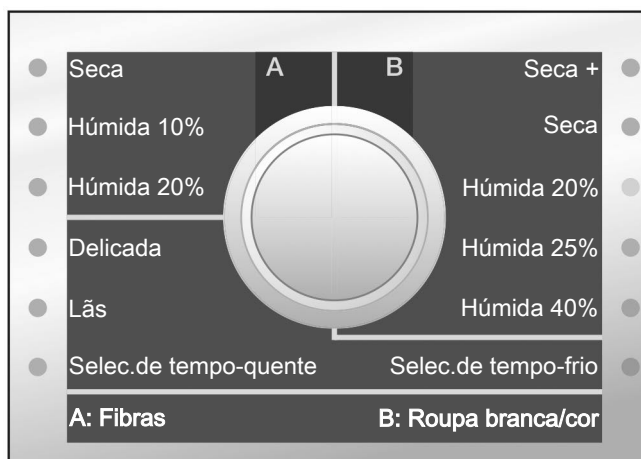 A B
Seca Seca +
Húmida 10% Seca
Húmida 20% Húmida 20%
Delicada Húmida 25%
Lãs Húmida 40%
Selec.de tempo-quente Selec.de tempo-frio
A: Fibras B: Roupa branca/cor